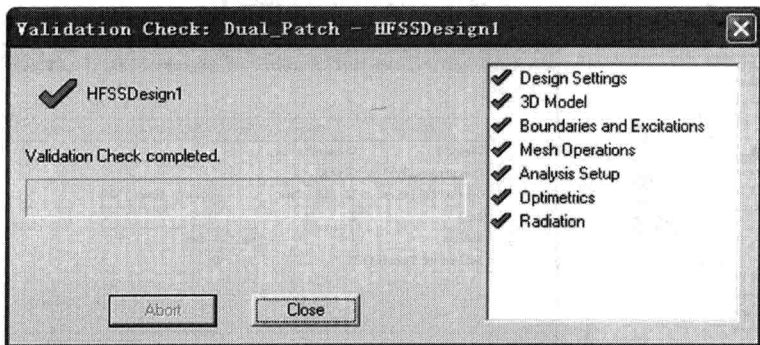 Validation Check: Dual_Patch - HFSSDesign1
HFSSDesign1
Validation Check completed.
Abort
Close
Design Settings
3D Model
Boundaries and Excitations
Mesh Operations
Analysis Setup
Optimetrics
Radiation